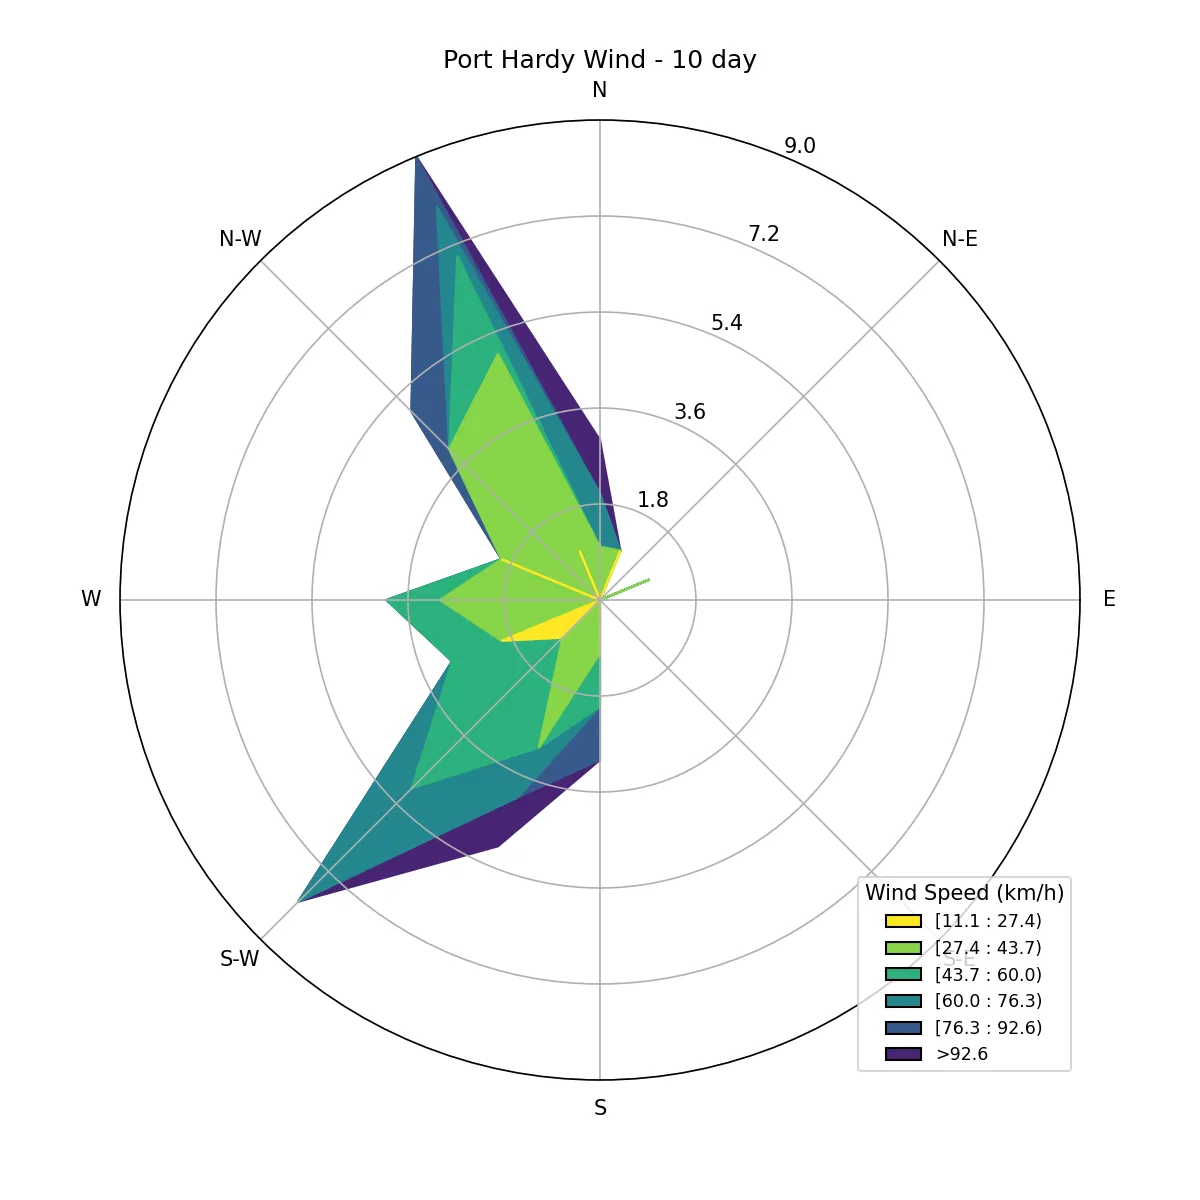 Port Hardy Wind - 10 day
N
9.0
N-W
N-E
7.2
5.4
3.6
1.8
W
E
S-W
S-E
S
Wind Speed (km/h)
[11.1 : 27.4)
[27.4 : 43.7)
[43.7 : 60.0)
[60.0 : 76.3)
[76.3 : 92.6)
>92.6